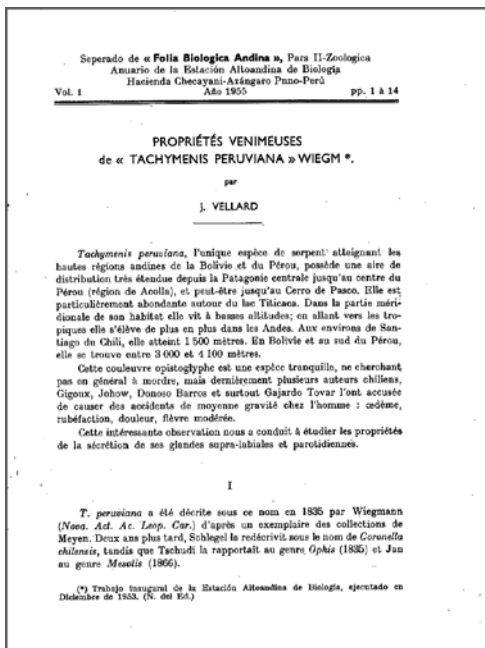 Seperado de « Folia Biologica Andina », Pars II-Zoologica
Anuario de la Estación Altoandina de Biología
Hacienda Checayani-Azángaro Pnno-Perú
Vol. 1 Año 1955 pp. 1 à 14
PROPRIÉTÉS VENIMEUSES
de « TACHYMENIS PERUVIANA » WIEGM *.
par
J. VELLARD
Tachymenis peruviana, l'unique espèce de serpent atteignant les
hautes régions andines de la Bolivie et du Pérou, possède une aire de
distribution très étendue depuis la Patagonie centrale jusqu'au centre du
Pérou (région de Acolla), et peut-être jusqu'au Cerro de Pasco. Elle est
particulièrement abondante autour du lac Titicaca. Dans la partie méri-
dionale de son habitat elle vit à basses altitudes; en allant vers les tro-
piques elle s'élève de plus en plus dans les Andes. Aux environs de San-
tiago du Chili, elle atteint 1 500 mètres. En Bolivie et au sud du Pérou,
elle se trouve entre 3 000 et 4 100 mètres.
Cette couleuvre opistoglyphe est une espèce tranquille, ne cherchant
pas en général à mordre, mais dernièrement plusieurs auteurs chiliens,
Gigoux, Johow, Donoso Barros et surtout Gajardo Tovar l'ont accusée
de causer des accidents de moyenne gravité chez l'homme : œdème,
rubéfaction, douleur, fièvre modérée.
Cette intéressante observation nous a conduit à étudier les propriétés
de la sécrétion de ses glandes supra-labiales et parotidiennes.
I
T. peruviana a été décrite sous ce nom en 1835 par Wiegmann
(Nova. Act. Ac. Leop. Car.) d'après un exemplaire des collections de
Meyen. Deux ans plus tard, Schlegel la redécrivit sous le nom de Coronella
chilensis, tandis que Tschudi la rapportait au genre Ophis (1835) et Jan
au genre Mesotis (1866).
(*) Trabajo inaugural de la Estación Altoandina de Biología, ejecutado en
Diciembre de 1953. (N. del Ed.)